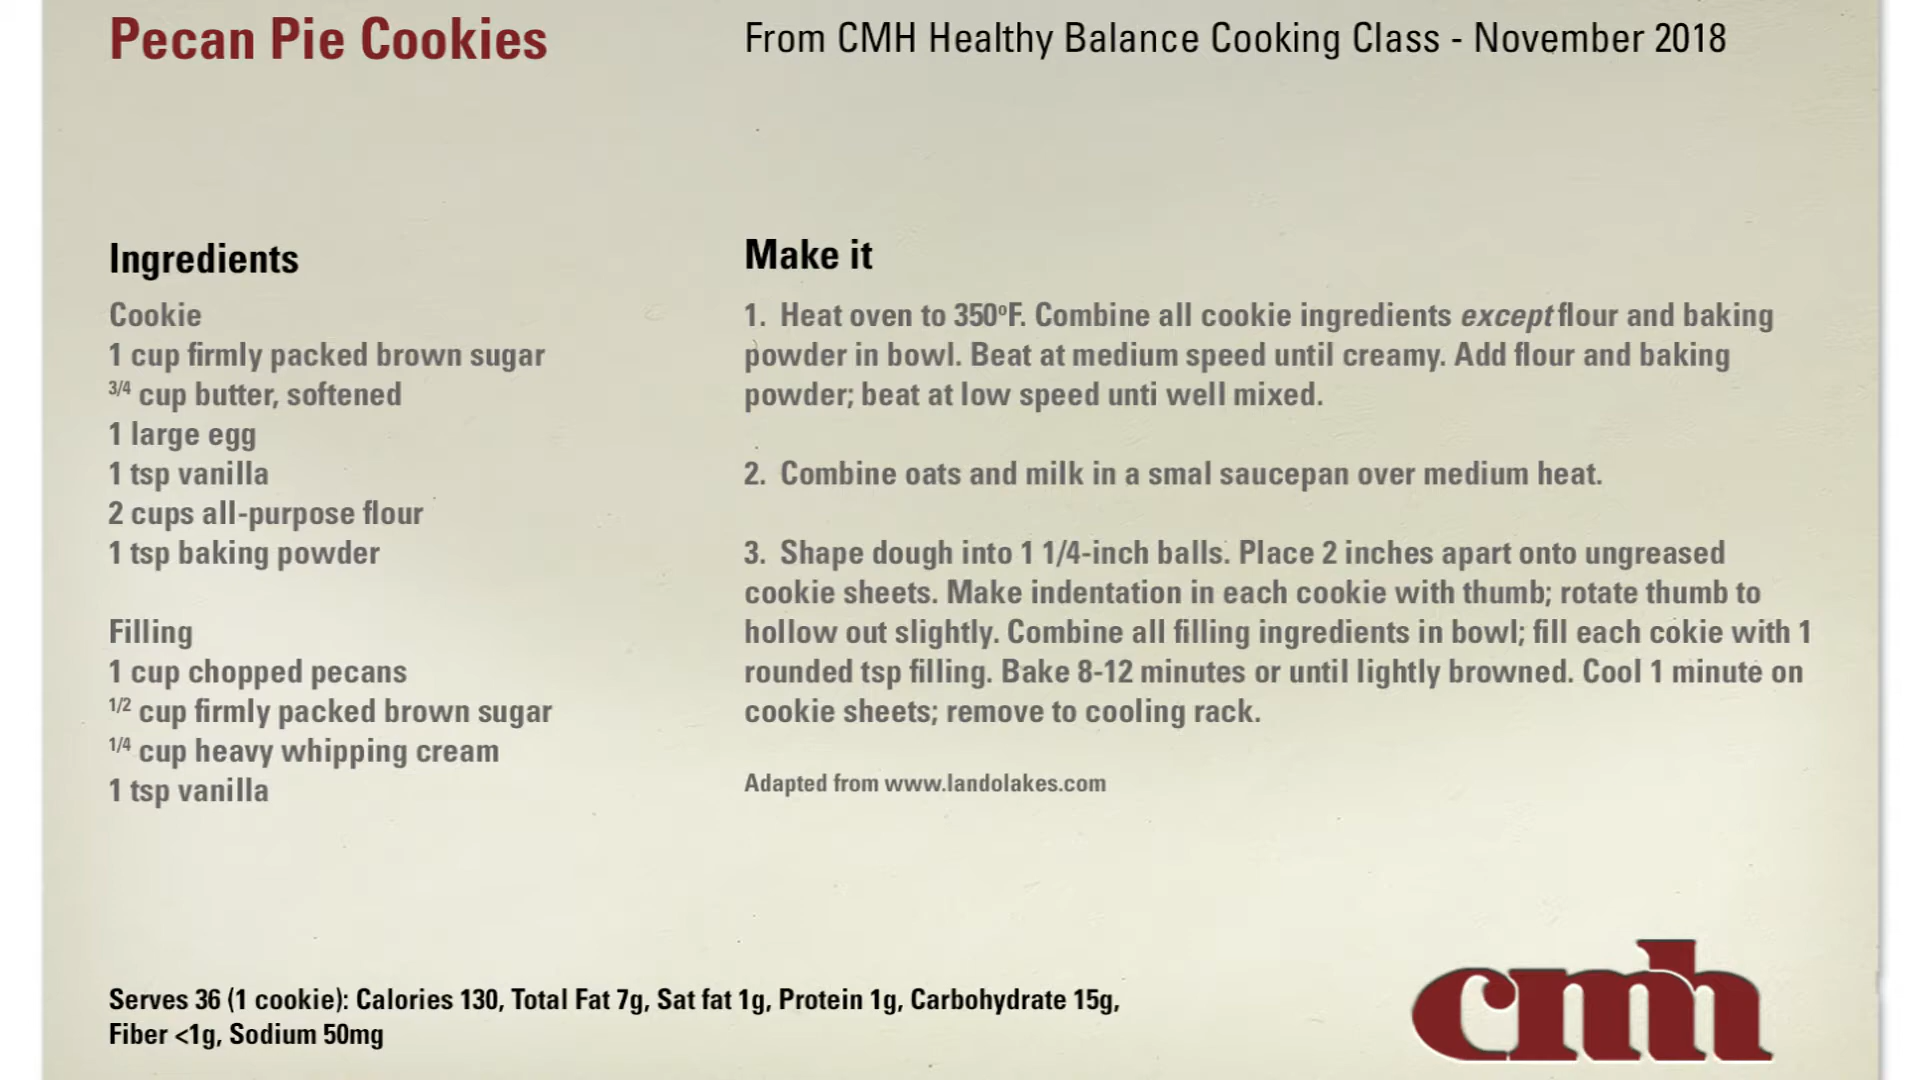 Pecan Pie Cookies
From CMH Healthy Balance Cooking Class - November 2018
Ingredients
Cookie
1 cup firmly packed brown sugar
3/4 cup butter, softened
1 large egg
1 tsp vanilla
2 cups all-purpose flour
1 tsp baking powder
Filling
1 cup chopped pecans
1/2 cup firmly packed brown sugar
1/4 cup heavy whipping cream
1 tsp vanilla
Make it
1. Heat oven to 350ºF. Combine all cookie ingredients except flour and baking
powder in bowl. Beat at medium speed until creamy. Add flour and baking
powder; beat at low speed unti well mixed.
2. Combine oats and milk in a smal saucepan over medium heat.
3. Shape dough into 1 1/4-inch balls. Place 2 inches apart onto ungreased
cookie sheets. Make indentation in each cookie with thumb; rotate thumb to
hollow out slightly. Combine all filling ingredients in bowl; fill each cokie with 1
rounded tsp filling. Bake 8-12 minutes or until lightly browned. Cool 1 minute on
cookie sheets; remove to cooling rack.
Adapted from www.landolakes.com
Serves 36 (1 cookie): Calories 130, Total Fat 7g, Sat fat 1g, Protein 1g, Carbohydrate 15g,
Fiber <1g, Sodium 50mg
cmh